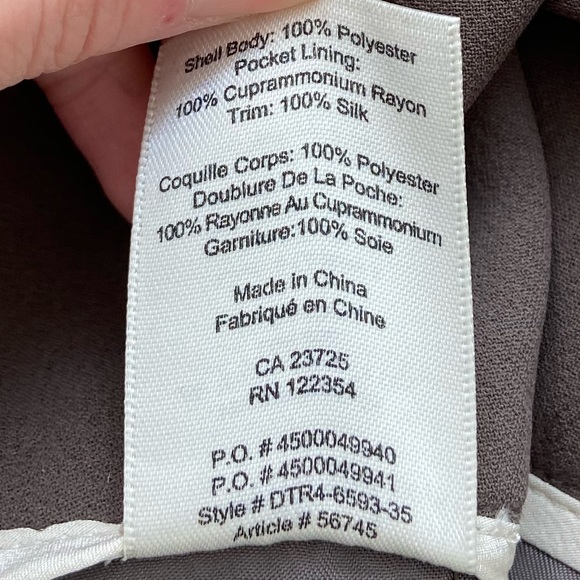 Shell Body: 100% Polyester
Pocket Lining:
100% Cuprammonium Rayon
Trim: 100% Silk
Coquille Corps: 100% Polyester
Doublure De La Poche:
100% Rayonne Au Cuprammonium
Garniture:100% Soie
Made in China
Fabriqué en Chine
CA 23725
RN 122354
P.O. # 4500049940
P.O. # 4500049941
Style # DTR4-6593-35
Article # 56745